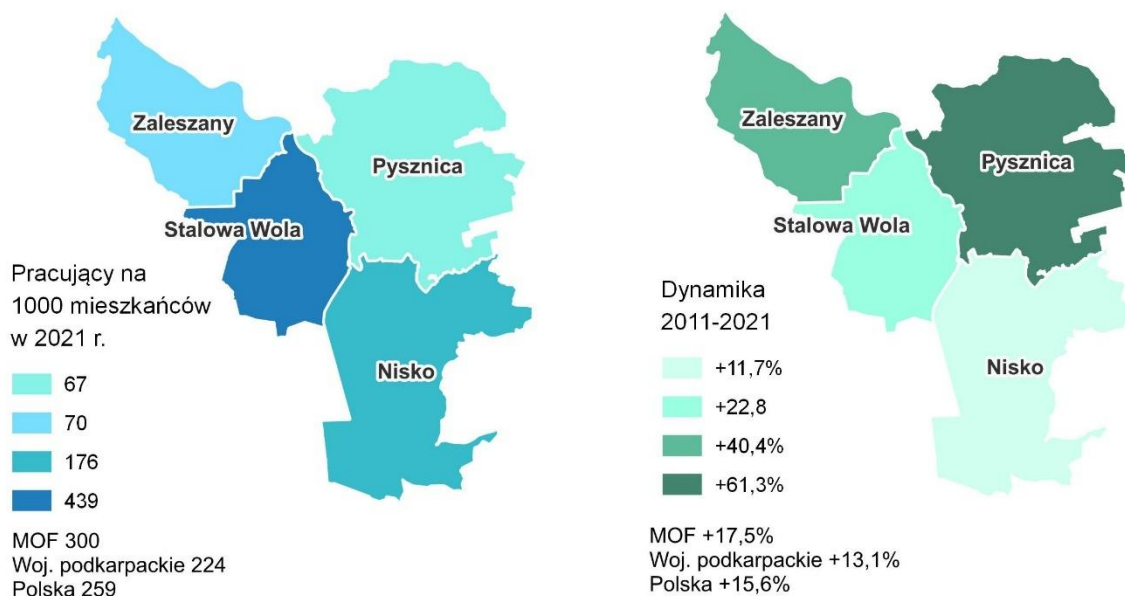 Zaleszany
Pysznica
Stalowa Wola
Nisko
Pracujący na
1000 mieszkańców
w 2021 r.
67
70
176
439
MOF 300
Woj. podkarpackie 224
Polska 259
Zaleszany
Pysznica
Stalowa Wola
Nisko
Dynamika
2011-2021
+11,7%
+22,8
+40,4%
+61,3%
MOF +17,5%
Woj. podkarpackie +13,1%
Polska +15,6%